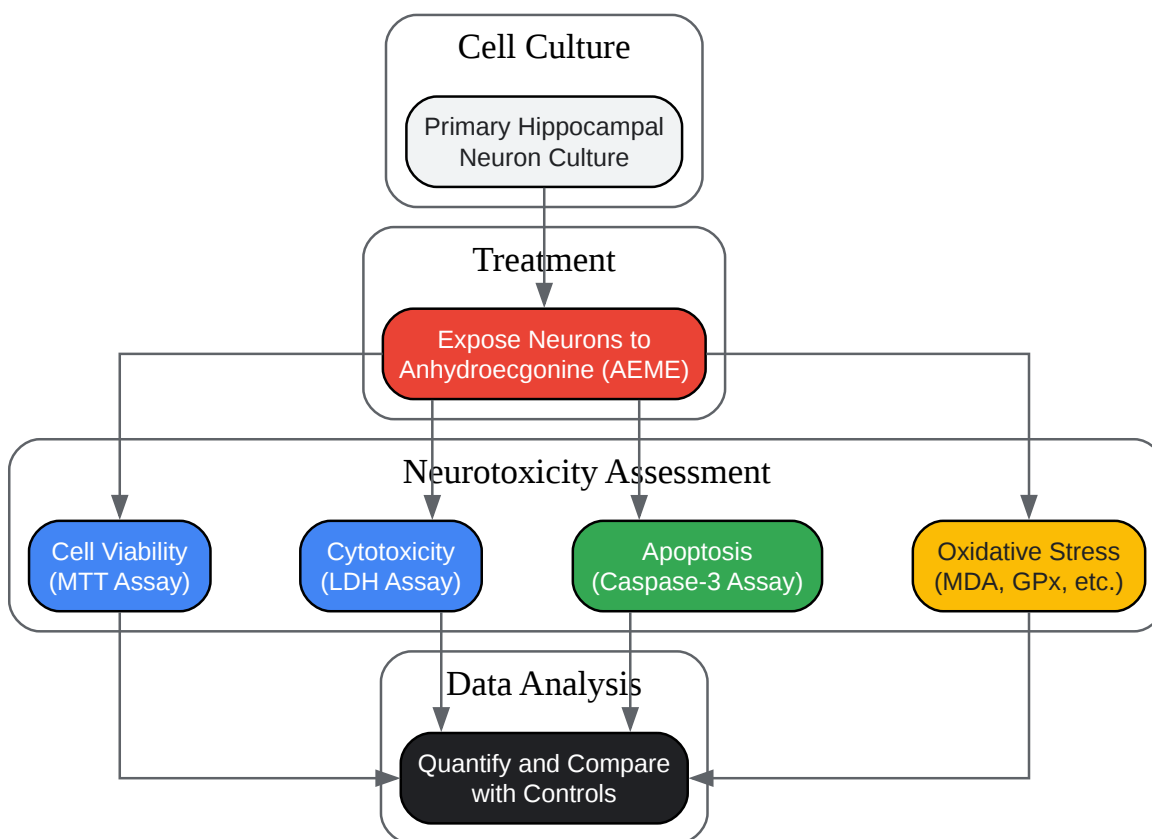 Cell Culture
Primary Hippocampal
Neuron Culture
Treatment
Expose Neurons to
Anhydroecgonine (AEME)
Neurotoxicity Assessment
Cell Viability
(MTT Assay)
Cytotoxicity
(LDH Assay)
Apoptosis
(Caspase-3 Assay)
Oxidative Stress
(MDA, GPx, etc.)
Data Analysis
Quantify and Compare
with Controls